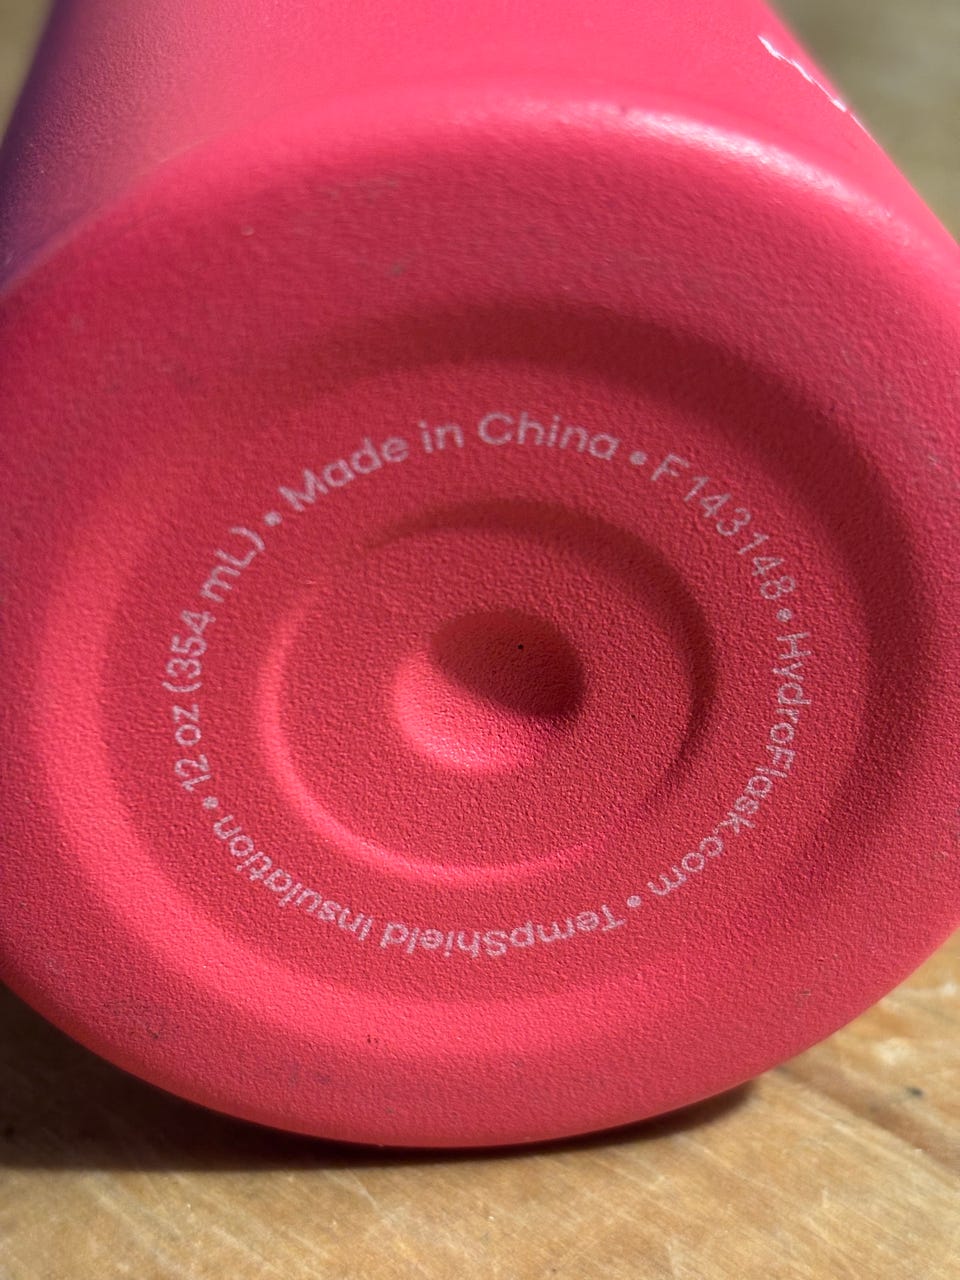 Made in China • F143148 • HydroFlask.com • TempShield Insulation • 12 oz (354 mL) •